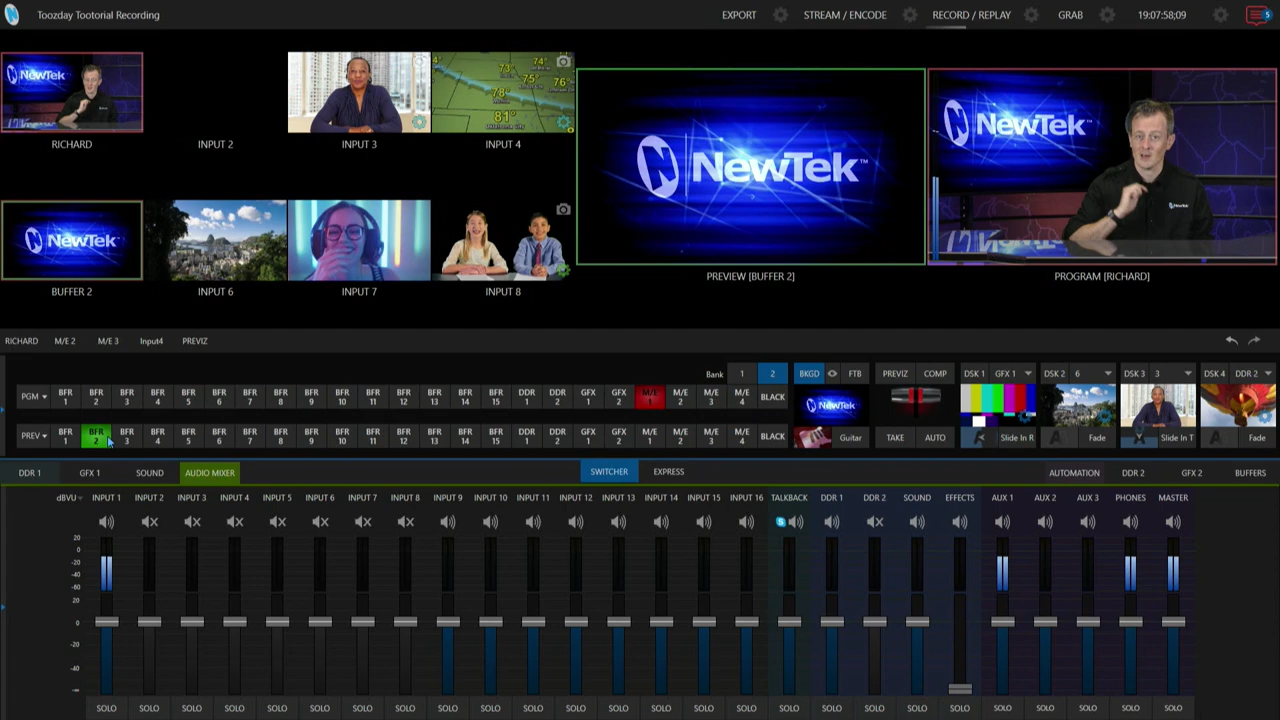 Toozday Tootorial Recording
EXPORT STREAM / ENCODE RECORD / REPLAY GRAB 19:07:58;09 5
NewTek
RICHARD INPUT 2 INPUT 3 INPUT 4
73° 74° 75° 76° 78° 81°
NewTek
BUFFER 2 INPUT 6 INPUT 7 INPUT 8
NewTek™
PREVIEW [BUFFER 2]
NewTek™
NewTek
PROGRAM [RICHARD]
RICHARD M/E 2 M/E 3 Input4 PREVIZ
Bank 1 2 BKGD FTB PREVIZ COMP DSK 1 GFX 1 DSK 2 6 DSK 3 3 DSK 4 DDR 2
PGM BFR 1 BFR 2 BFR 3 BFR 4 BFR 5 BFR 6 BFR 7 BFR 8 BFR 9 BFR 10 BFR 11 BFR 12 BFR 13 BFR 14 BFR 15 DDR 1 DDR 2 GFX 1 GFX 2 M/E 1 M/E 2 M/E 3 M/E 4 BLACK
NewTek
PREV BFR 1 BFR 2 BFR 3 BFR 4 BFR 5 BFR 6 BFR 7 BFR 8 BFR 9 BFR 10 BFR 11 BFR 12 BFR 13 BFR 14 BFR 15 DDR 1 DDR 2 GFX 1 GFX 2 M/E 1 M/E 2 M/E 3 M/E 4 BLACK
Guitar TAKE AUTO Slide In R A Fade Slide In T A Fade
DDR 1 GFX 1 SOUND AUDIO MIXER SWITCHER EXPRESS AUTOMATION DDR 2 GFX 2 BUFFERS
dBVU INPUT 1 INPUT 2 INPUT 3 INPUT 4 INPUT 5 INPUT 6 INPUT 7 INPUT 8 INPUT 9 INPUT 10 INPUT 11 INPUT 12 INPUT 13 INPUT 14 INPUT 15 INPUT 16 TALKBACK DDR 1 DDR 2 SOUND EFFECTS AUX 1 AUX 2 AUX 3 PHONES MASTER
20
0
-20
-40
-60
20
0
-20
-40
-∞
SOLO SOLO SOLO SOLO SOLO SOLO SOLO SOLO SOLO SOLO SOLO SOLO SOLO SOLO SOLO SOLO SOLO SOLO SOLO SOLO SOLO SOLO SOLO SOLO SOLO SOLO